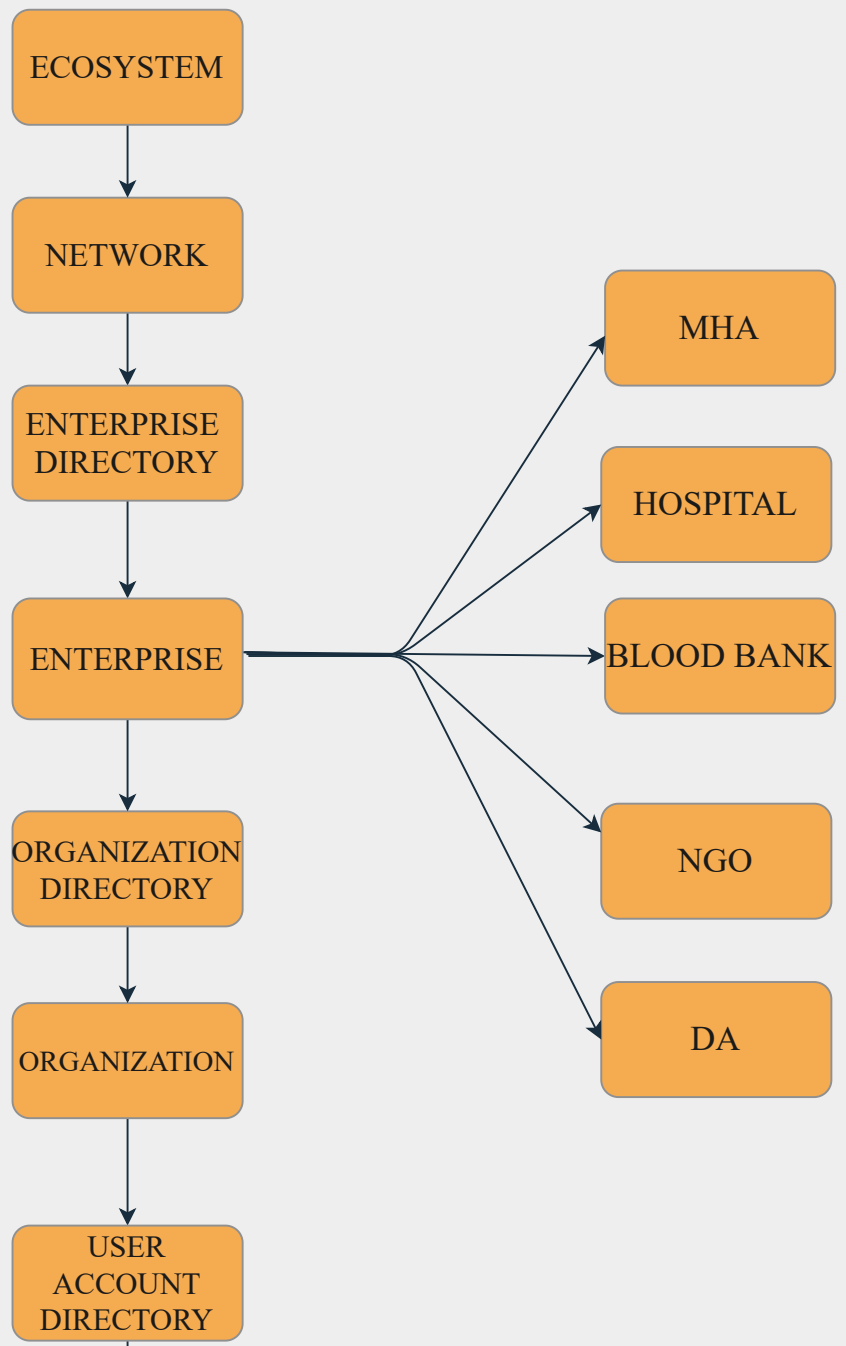 ECOSYSTEM
NETWORK
ENTERPRISE
DIRECTORY
ENTERPRISE
ORGANIZATION
DIRECTORY
ORGANIZATION
USER
ACCOUNT
DIRECTORY
MHA
HOSPITAL
BLOOD BANK
NGO
DA